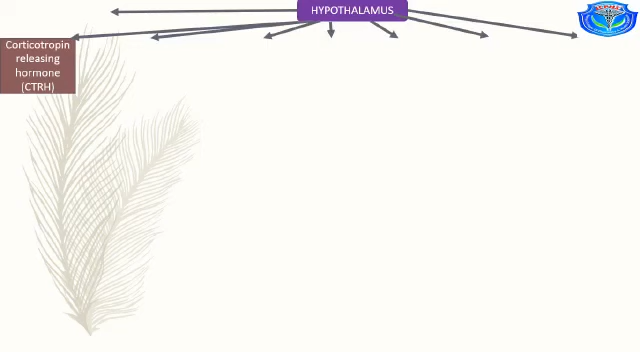 HYPOTHALAMUS
Corticotropin
releasing
hormone
(CTRH)